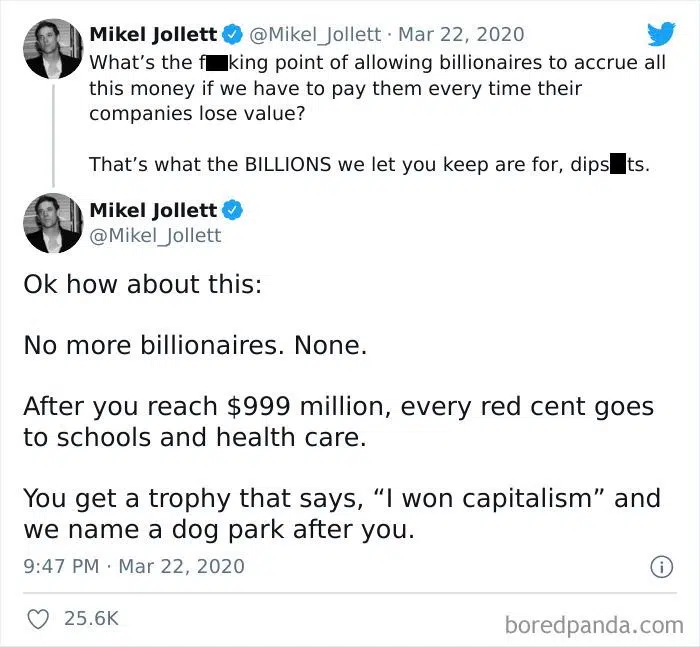 Mikel Jollett @Mikel_Jollett · Mar 22, 2020
What’s the f■king point of allowing billionaires to accrue all
this money if we have to pay them every time their
companies lose value?
That’s what the BILLIONS we let you keep are for, dips■ts.
Mikel Jollett
@Mikel_Jollett
Ok how about this:
No more billionaires. None.
After you reach $999 million, every red cent goes
to schools and health care.
You get a trophy that says, “I won capitalism” and
we name a dog park after you.
9:47 PM · Mar 22, 2020
25.6K
boredpanda.com